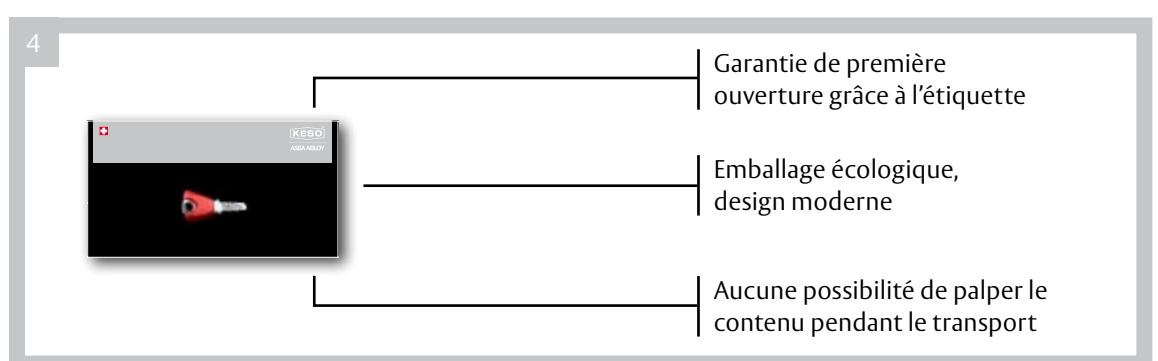 4
Garantie de première
ouverture grâce à l'étiquette
KESO
ASSA ABLOY
Emballage écologique,
design moderne
Aucune possibilité de palper le
contenu pendant le transport